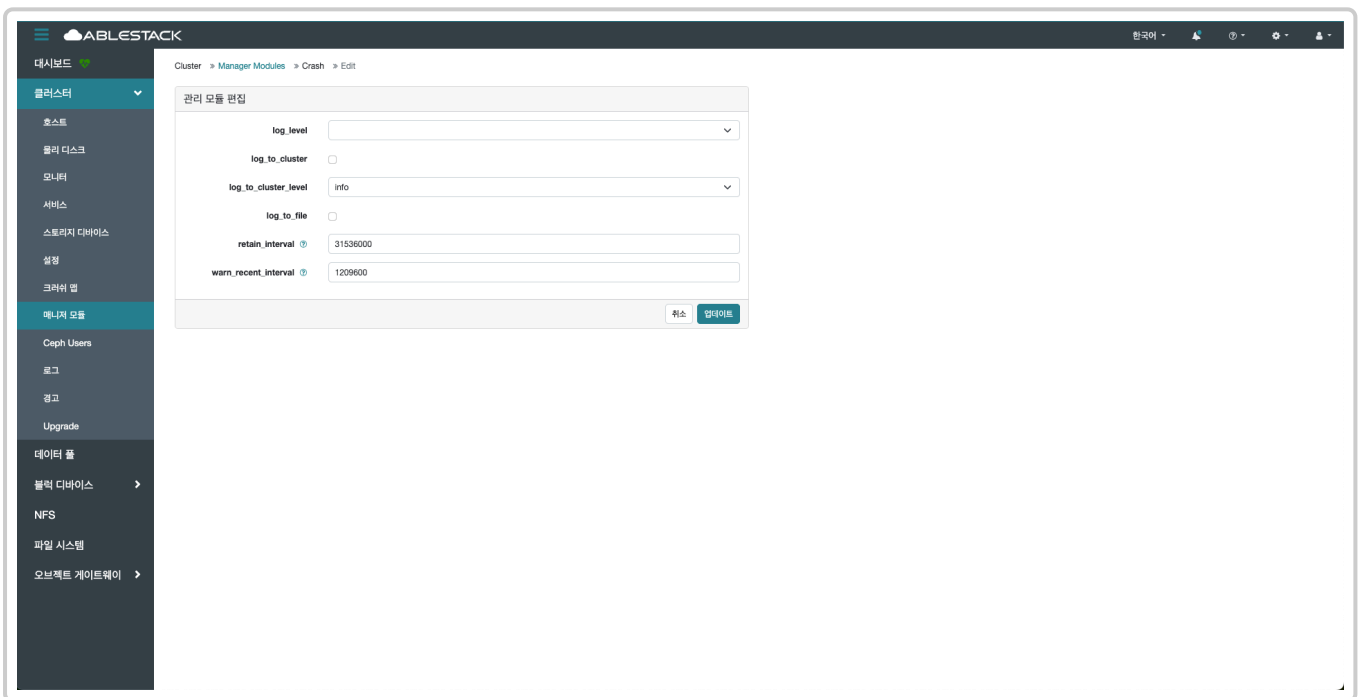 ABLESTACK
한국어
대시보드
Cluster » Manager Modules » Crash » Edit
클러스터
관리 모듈 편집
호스트
log_level
물리 디스크
log_to_cluster
모니터
log_to_cluster_level info
서비스
log_to_file
스토리지 디바이스
retain_interval 31536000
설정
warn_recent_interval 1209600
크러쉬 맵
매니저 모듈
취소 업데이트
Ceph Users
로그
경고
Upgrade
데이터 풀
블럭 디바이스
NFS
파일 시스템
오브젝트 게이트웨이